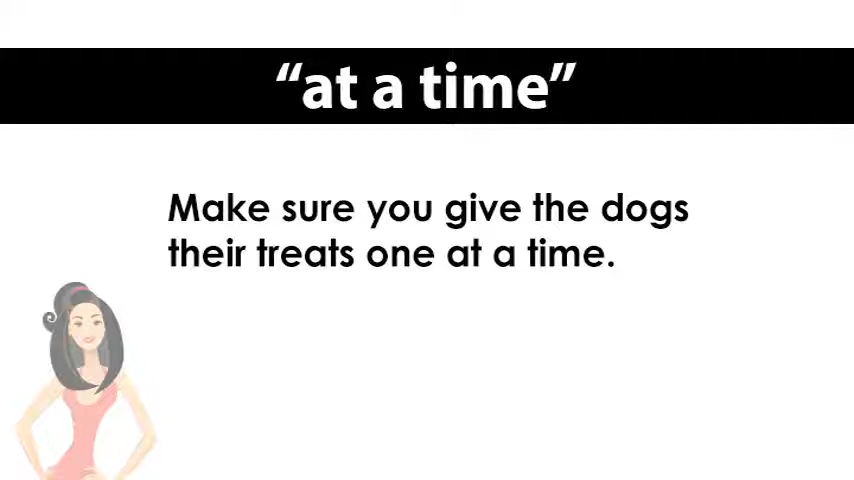 “at a time”
Make sure you give the dogs
their treats one at a time.